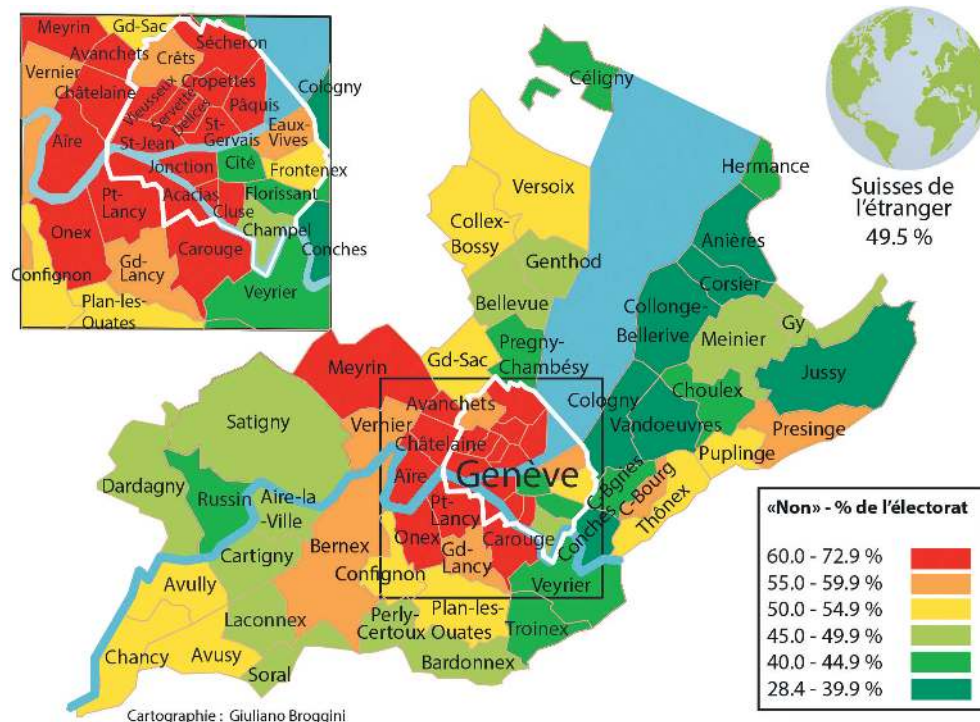 Meyrin
Gd-Sac
Avanchets
Crêts
Sécheron
Vernier
Châtelaine
Vieusseux
Servette
Délices
Cropettes
Pâquis
Cologny
Aïre
St-Jean
St-
Gervais
Eaux-
Vives
Jonction
Cité
Frontenex
Pt-
Lancy
Acacias
Cluse
Florissant
Champel
Onex
Carouge
Conches
Confignon
Gd-
Lancy
Veyrier
Plan-les-
Ouates
Céligny
Hermance
Suisses de
l'étranger
49.5 %
Versoix
Collex-
Bossy
Genthod
Anières
Corsier
Bellevue
Collonge-
Bellerive
Meinier
Gy
Pregny-
Chambésy
Gd-Sac
Meyrin
Jussy
Choulex
Cologny
Vandoeuvres
Avanchets
Vernier
Presinge
Satigny
Châtelaine
Puplinge
Genève
Aïre
C-Bgnes
C-Bourg
Thônex
Conches
Dardagny
Russin
Aire-la
-Ville
Pt-
Lancy
Onex
Carouge
Bernex
Gd-
Lancy
Cartigny
Confignon
Veyrier
Avully
Laconnex
Perly-
Certoux
Plan-les-
Ouates
Troinex
Chancy
Avusy
Soral
Bardonnex
«Non» - % de l'électorat
60.0 - 72.9 %
55.0 - 59.9 %
50.0 - 54.9 %
45.0 - 49.9 %
40.0 - 44.9 %
28.4 - 39.9 %
Cartographie : Giuliano Broggini